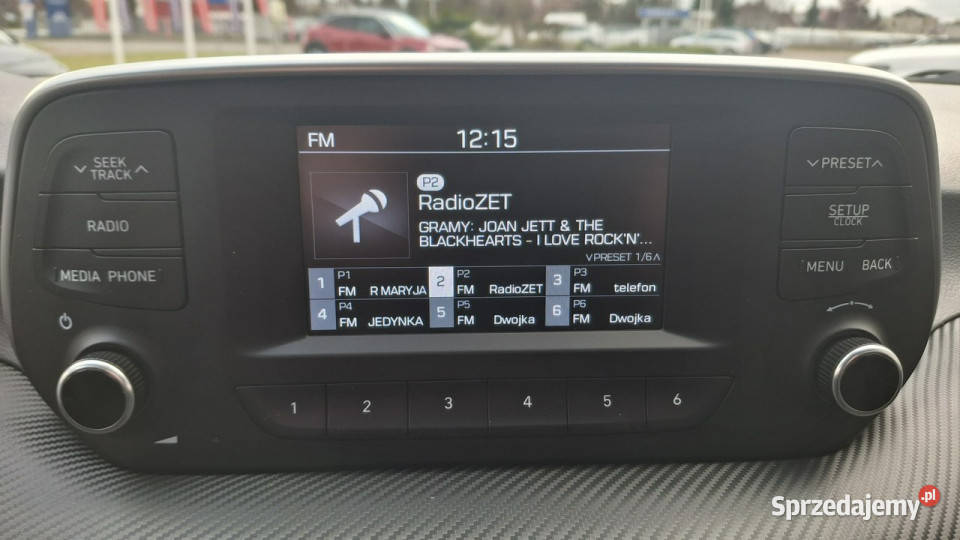 FM 12:15
P2
RadioZET
GRAMY: JOAN JETT & THE
BLACKHEARTS - I LOVE ROCK'N'...
PRESET 1/6
1 P1 FM R MARYJA
2 P2 FM RadioZET
3 P3 FM telefon
4 P4 FM JEDYNKA
5 P5 FM Dwojka
6 P6 FM Dwojka
SEEK
TRACK
RADIO
MEDIA PHONE
PRESET
SETUP
CLOCK
MENU BACK
1 2 3 4 5 6
Sprzedajemy.pl